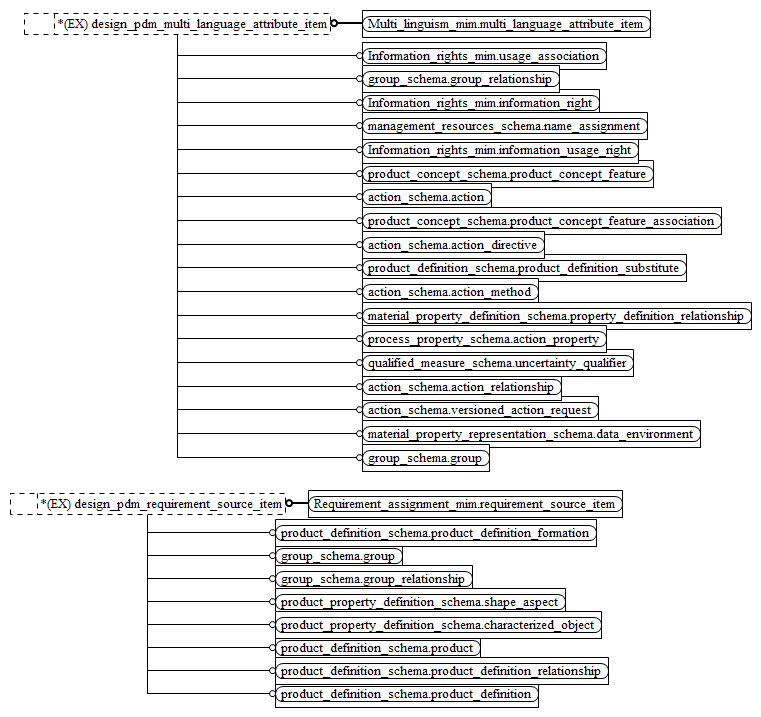 *(EX) design_pdm_multi_language_attribute_item
Multi_linguism_mim.multi_language_attribute_item
Information_rights_mim.usage_association
group_schema.group_relationship
Information_rights_mim.information_right
management_resources_schema.name_assignment
Information_rights_mim.information_usage_right
product_concept_schema.product_concept_feature
action_schema.action
product_concept_schema.product_concept_feature_association
action_schema.action_directive
product_definition_schema.product_definition_substitute
action_schema.action_method
material_property_definition_schema.property_definition_relationship
process_property_schema.action_property
qualified_measure_schema.uncertainty_qualifier
action_schema.action_relationship
action_schema.versioned_action_request
material_property_representation_schema.data_environment
group_schema.group
*(EX) design_pdm_requirement_source_item
Requirement_assignment_mim.requirement_source_item
product_definition_schema.product_definition_formation
group_schema.group
group_schema.group_relationship
product_property_definition_schema.shape_aspect
product_property_definition_schema.characterized_object
product_definition_schema.product
product_definition_schema.product_definition_relationship
product_definition_schema.product_definition